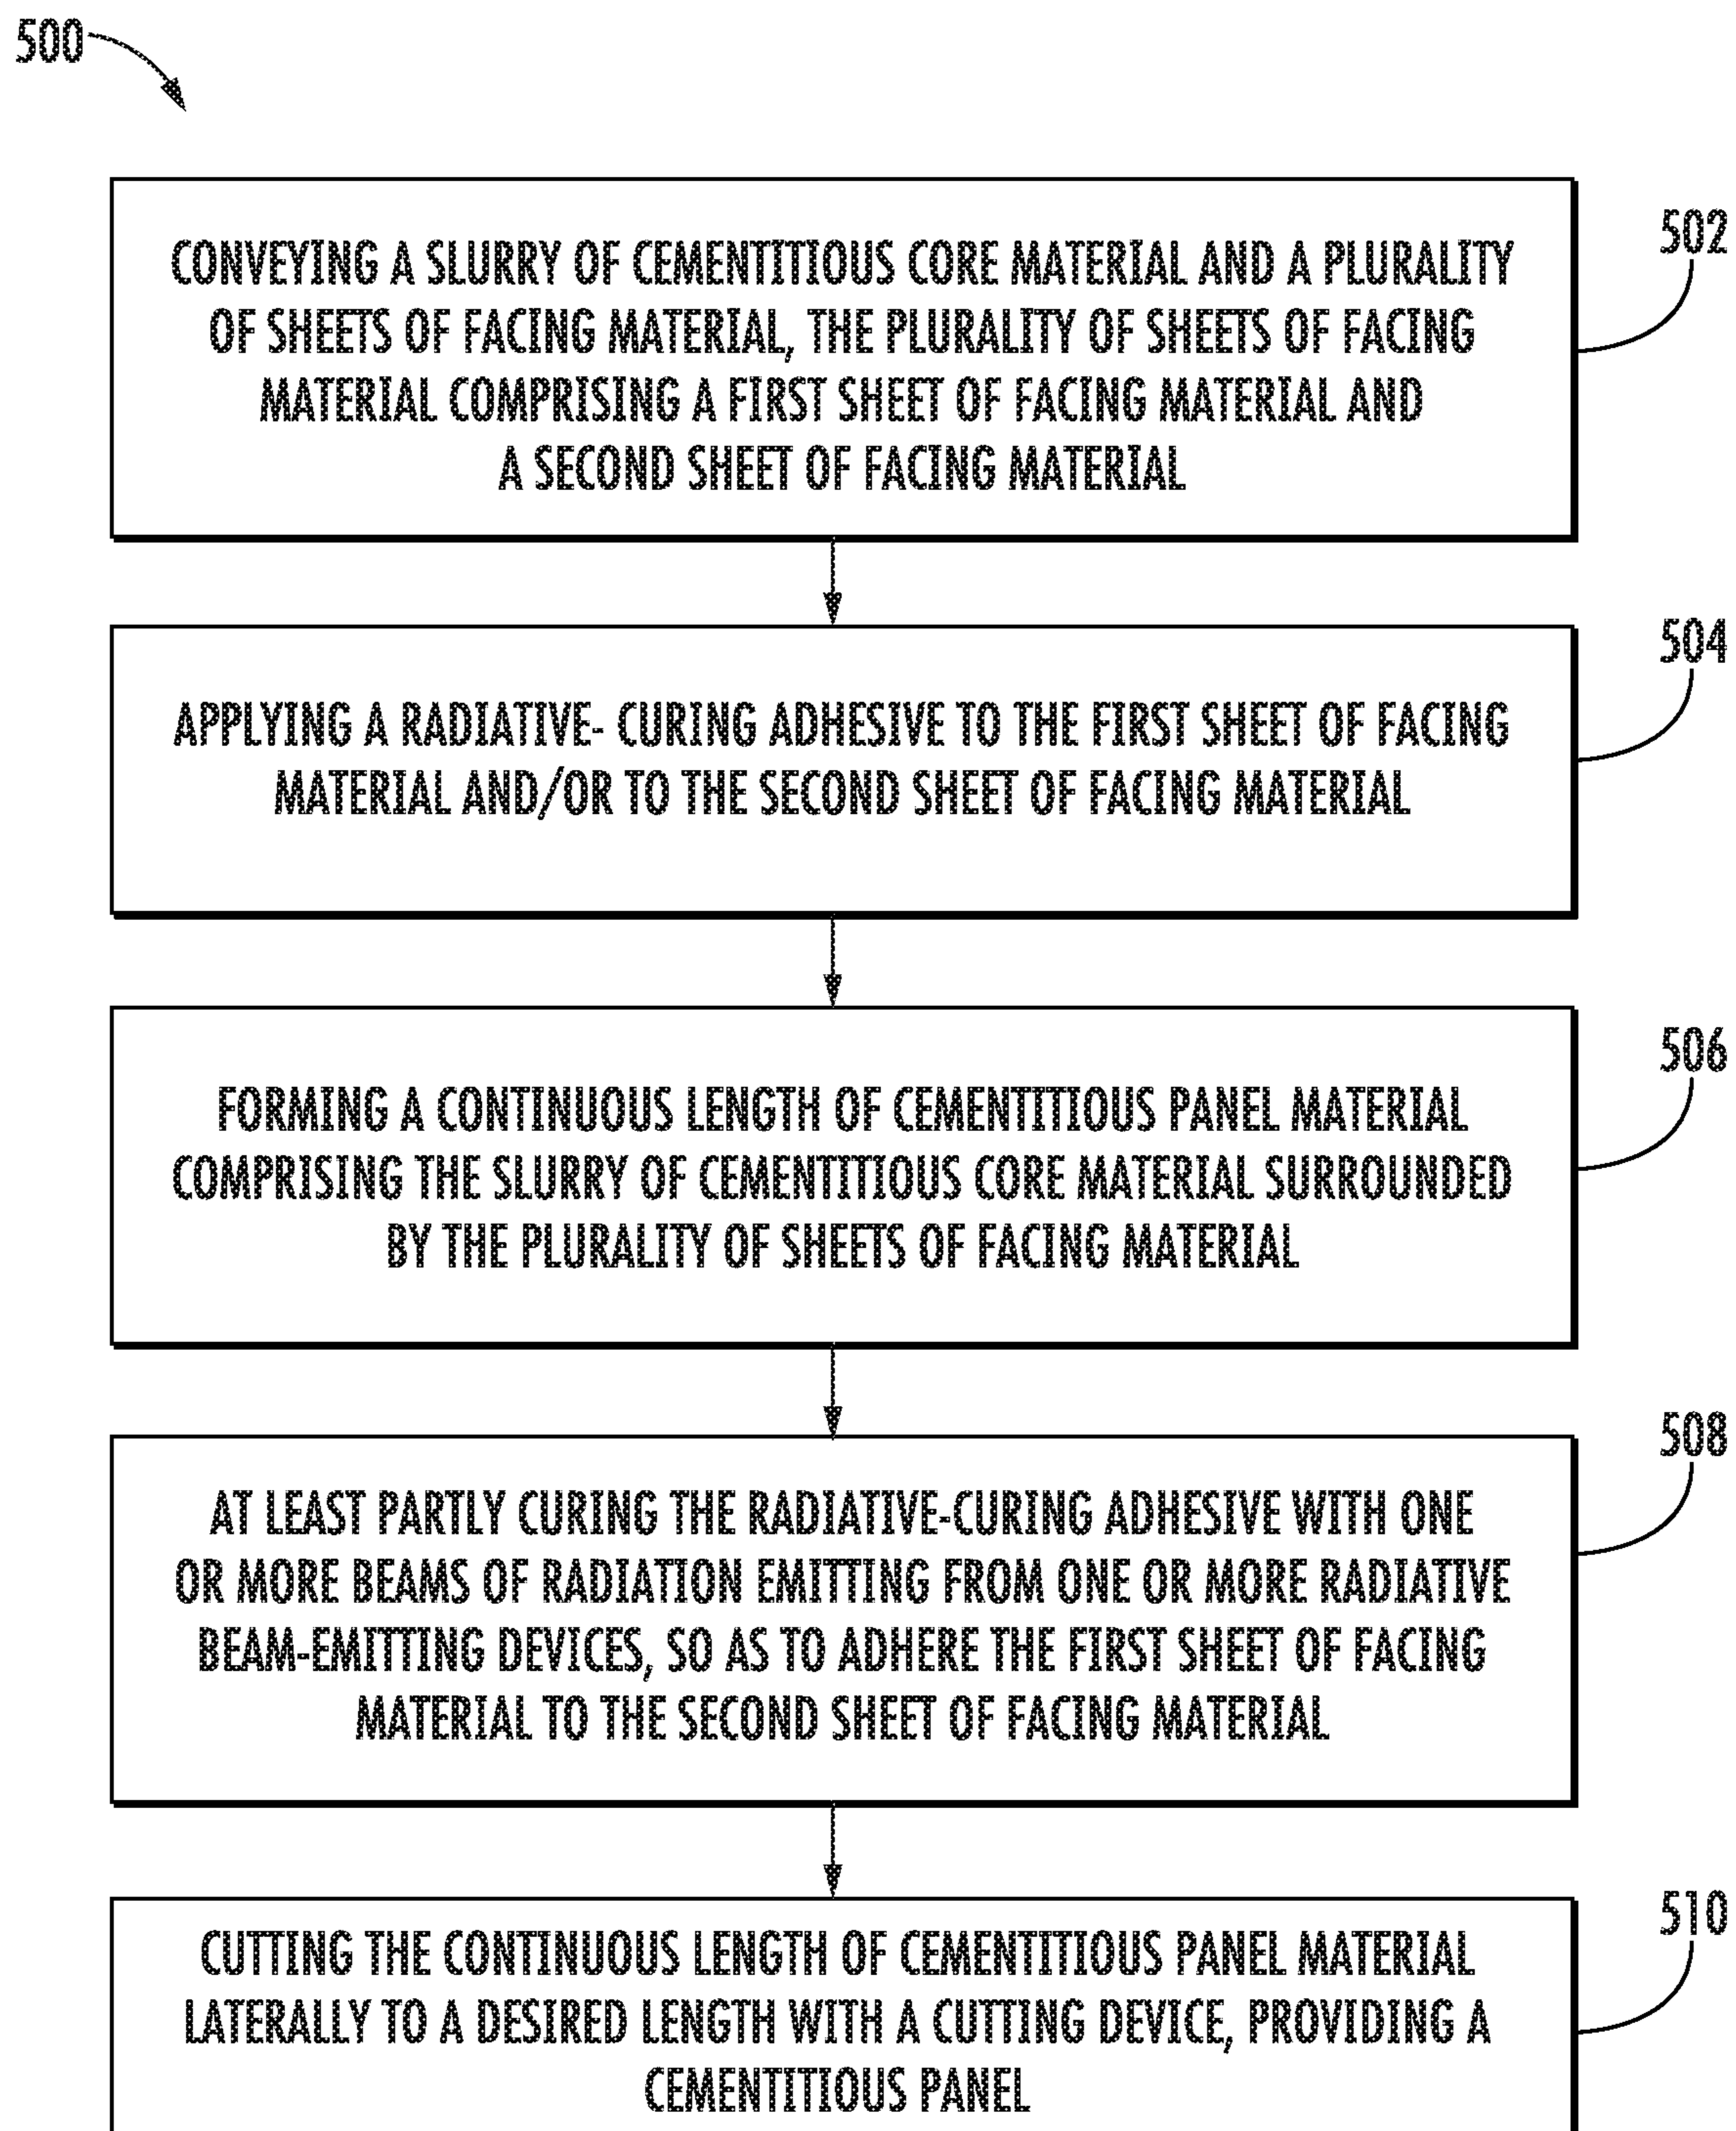 500
CONVEYING A SLURRY OF CEMENTITIOUS CORE MATERIAL AND A PLURALITY
OF SHEETS OF FACING MATERIAL, THE PLURALITY OF SHEETS OF FACING
MATERIAL COMPRISING A FIRST SHEET OF FACING MATERIAL AND
A SECOND SHEET OF FACING MATERIAL
502
APPLYING A RADIATIVE- CURING ADHESIVE TO THE FIRST SHEET OF FACING
MATERIAL AND/OR TO THE SECOND SHEET OF FACING MATERIAL
504
FORMING A CONTINUOUS LENGTH OF CEMENTITIOUS PANEL MATERIAL
COMPRISING THE SLURRY OF CEMENTITIOUS CORE MATERIAL SURROUNDED
BY THE PLURALITY OF SHEETS OF FACING MATERIAL
506
AT LEAST PARTLY CURING THE RADIATIVE-CURING ADHESIVE WITH ONE
OR MORE BEAMS OF RADIATION EMITTING FROM ONE OR MORE RADIATIVE
BEAM-EMITTING DEVICES, SO AS TO ADHERE THE FIRST SHEET OF FACING
MATERIAL TO THE SECOND SHEET OF FACING MATERIAL
508
CUTTING THE CONTINUOUS LENGTH OF CEMENTITIOUS PANEL MATERIAL
LATERALLY TO A DESIRED LENGTH WITH A CUTTING DEVICE, PROVIDING A
CEMENTITIOUS PANEL
510